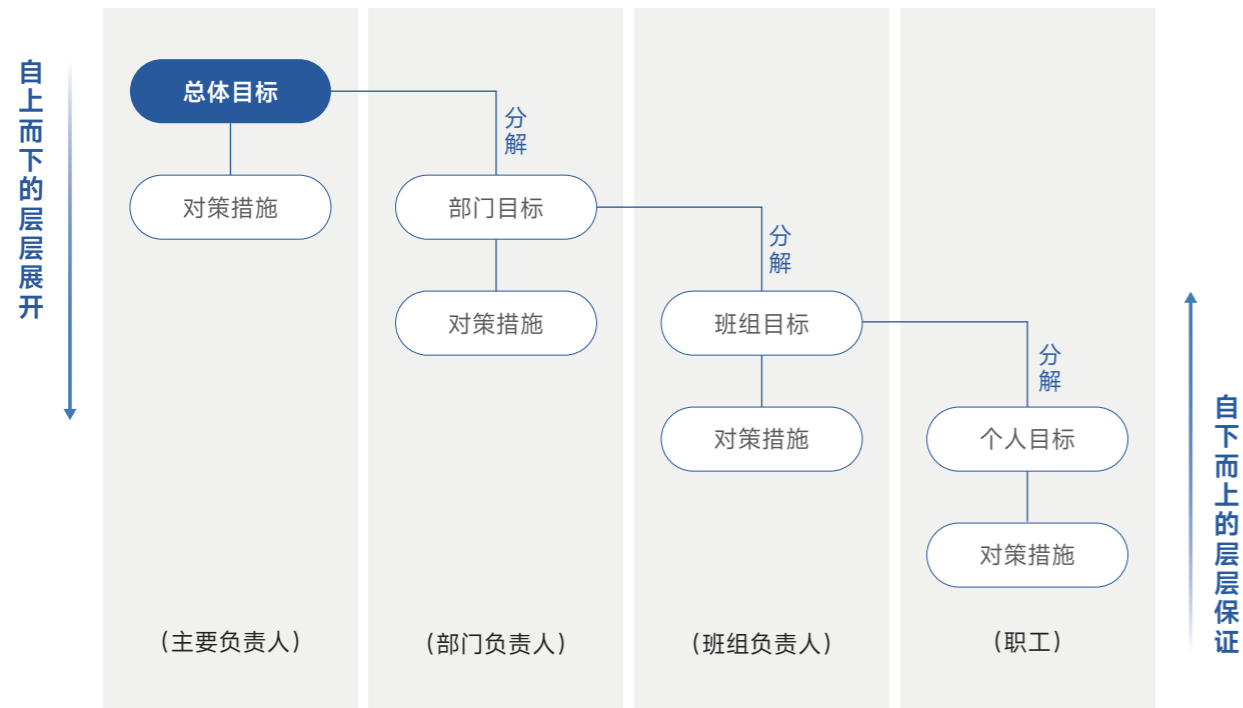 自上而下的层层展开
总体目标
对策措施
(主要负责人)
分解
部门目标
对策措施
(部门负责人)
分解
班组目标
对策措施
(班组负责人)
分解
个人目标
对策措施
(职工)
自下而上的层层保证